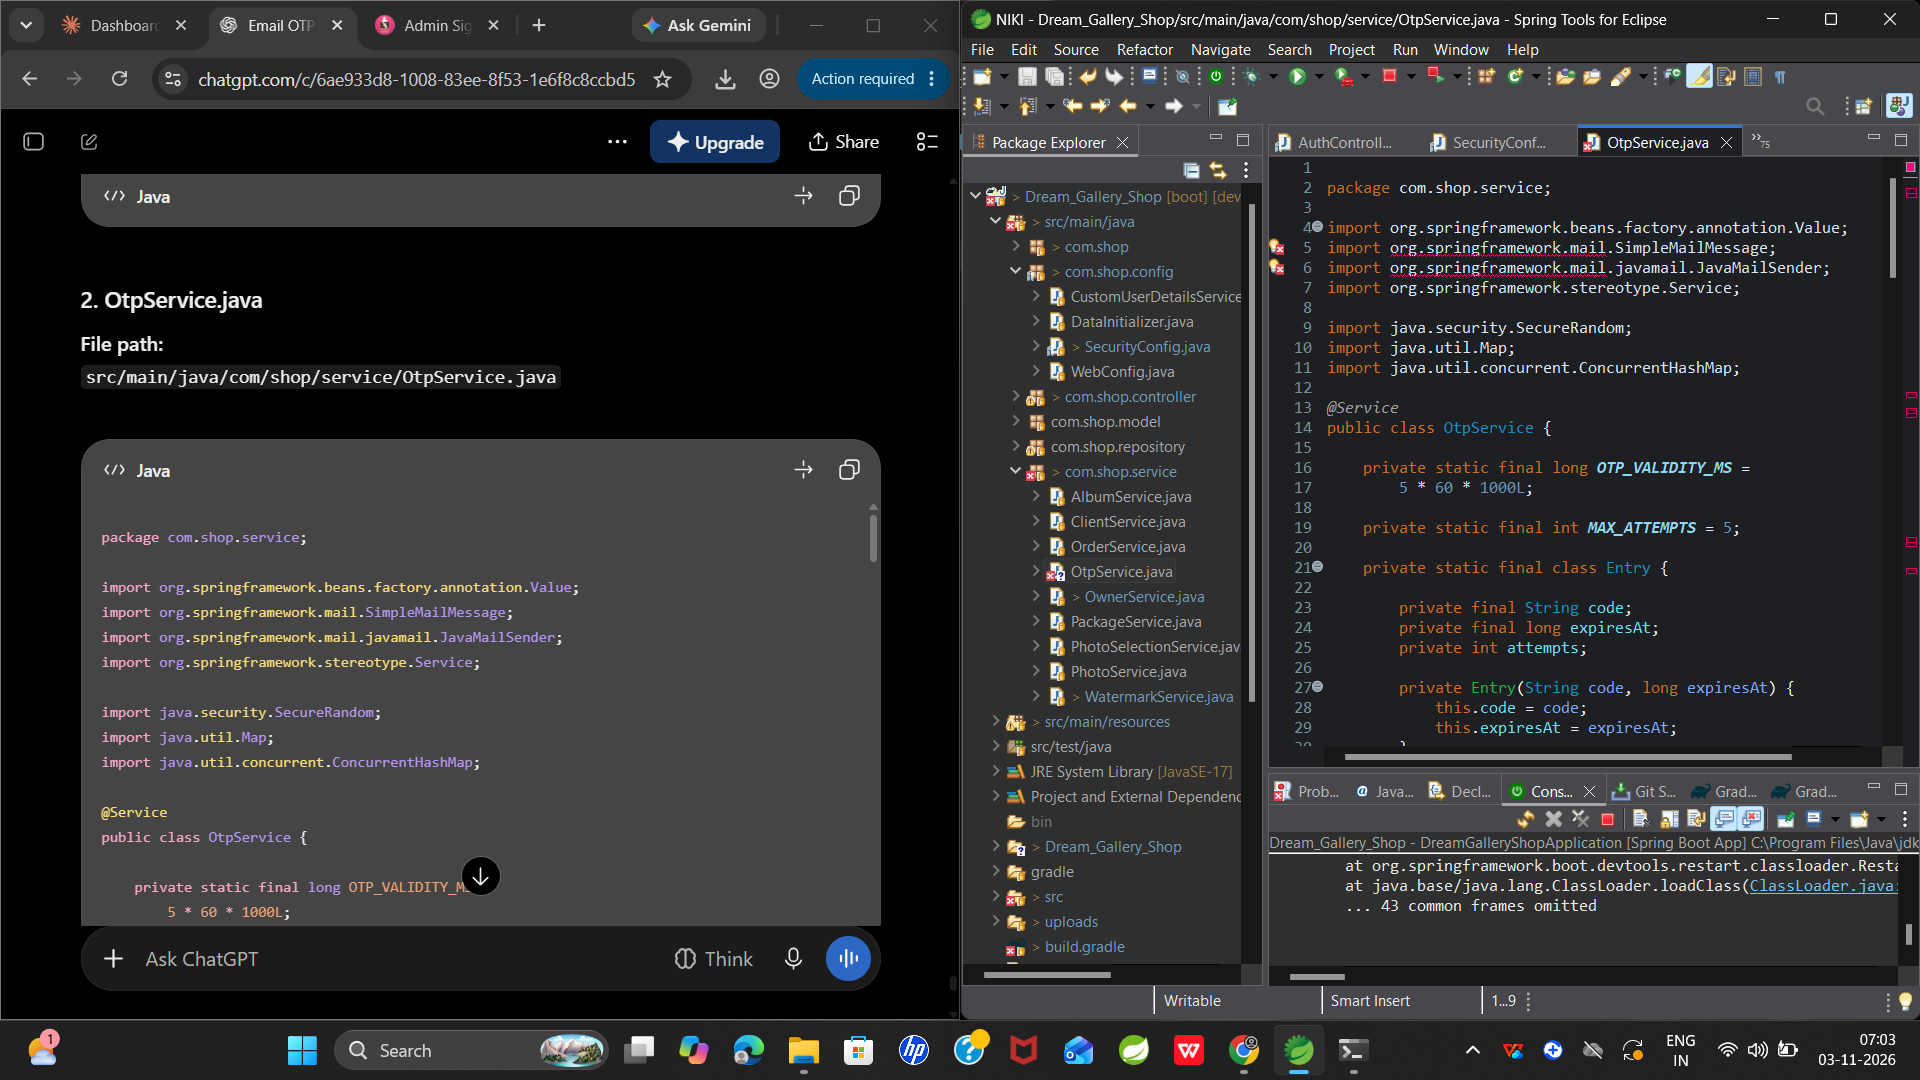 Dashboard
Email OTP
Admin Sig
Ask Gemini
chatgpt.com/c/6ae933d8-1008-83ee-8f53-1e6f8c8ccbd5
Action required
Upgrade
Share
Java
2. OtpService.java
File path:
src/main/java/com/shop/service/OtpService.java
Java
package com.shop.service;
import org.springframework.beans.factory.annotation.Value;
import org.springframework.mail.SimpleMailMessage;
import org.springframework.mail.javamail.JavaMailSender;
import org.springframework.stereotype.Service;
import java.security.SecureRandom;
import java.util.Map;
import java.util.concurrent.ConcurrentHashMap;
@Service
public class OtpService {
private static final long OTP_VALIDITY_M
5 * 60 * 1000L;
Ask ChatGPT
Think
NIKI - Dream_Gallery_Shop/src/main/java/com/shop/service/OtpService.java - Spring Tools for Eclipse
File Edit Source Refactor Navigate Search Project Run Window Help
Package Explorer
> Dream_Gallery_Shop [boot] [dev
> src/main/java
> com.shop
> com.shop.config
CustomUserDetailsService
DataInitializer.java
> SecurityConfig.java
WebConfig.java
> com.shop.controller
com.shop.model
com.shop.repository
> com.shop.service
AlbumService.java
ClientService.java
OrderService.java
OtpService.java
> OwnerService.java
PackageService.java
PhotoSelectionService.jav
PhotoService.java
> WatermarkService.java
> src/main/resources
src/test/java
JRE System Library [JavaSE-17]
Project and External Dependenc
bin
> Dream_Gallery_Shop
gradle
> src
> uploads
> build.gradle
AuthControll...
SecurityConf...
OtpService.java
75
1
2 package com.shop.service;
3
4 import org.springframework.beans.factory.annotation.Value;
5 import org.springframework.mail.SimpleMailMessage;
6 import org.springframework.mail.javamail.JavaMailSender;
7 import org.springframework.stereotype.Service;
8
9 import java.security.SecureRandom;
10 import java.util.Map;
11 import java.util.concurrent.ConcurrentHashMap;
12
13 @Service
14 public class OtpService {
15
16 private static final long OTP_VALIDITY_MS =
17 5 * 60 * 1000L;
18
19 private static final int MAX_ATTEMPTS = 5;
20
21 private static final class Entry {
22
23 private final String code;
24 private final long expiresAt;
25 private int attempts;
26
27 private Entry(String code, long expiresAt) {
28 this.code = code;
29 this.expiresAt = expiresAt;
30 }
Prob...
Java...
Decl...
Cons...
Git S...
Grad...
Grad...
Dream_Gallery_Shop - DreamGalleryShopApplication [Spring Boot App] C:\Program Files\Java\jdk
at org.springframework.boot.devtools.restart.classloader.Resta
at java.base/java.lang.ClassLoader.loadClass(ClassLoader.java:
... 43 common frames omitted
Writable
Smart Insert
1...9
1
Search
hp
ENG
IN
07:03
03-11-2026